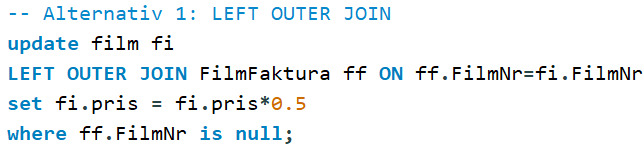 -- Alternativ 1: LEFT OUTER JOIN
update film fi
LEFT OUTER JOIN FilmFaktura ff ON ff.FilmNr=fi.FilmNr
set fi.pris = fi.pris*0.5
where ff.FilmNr is null;